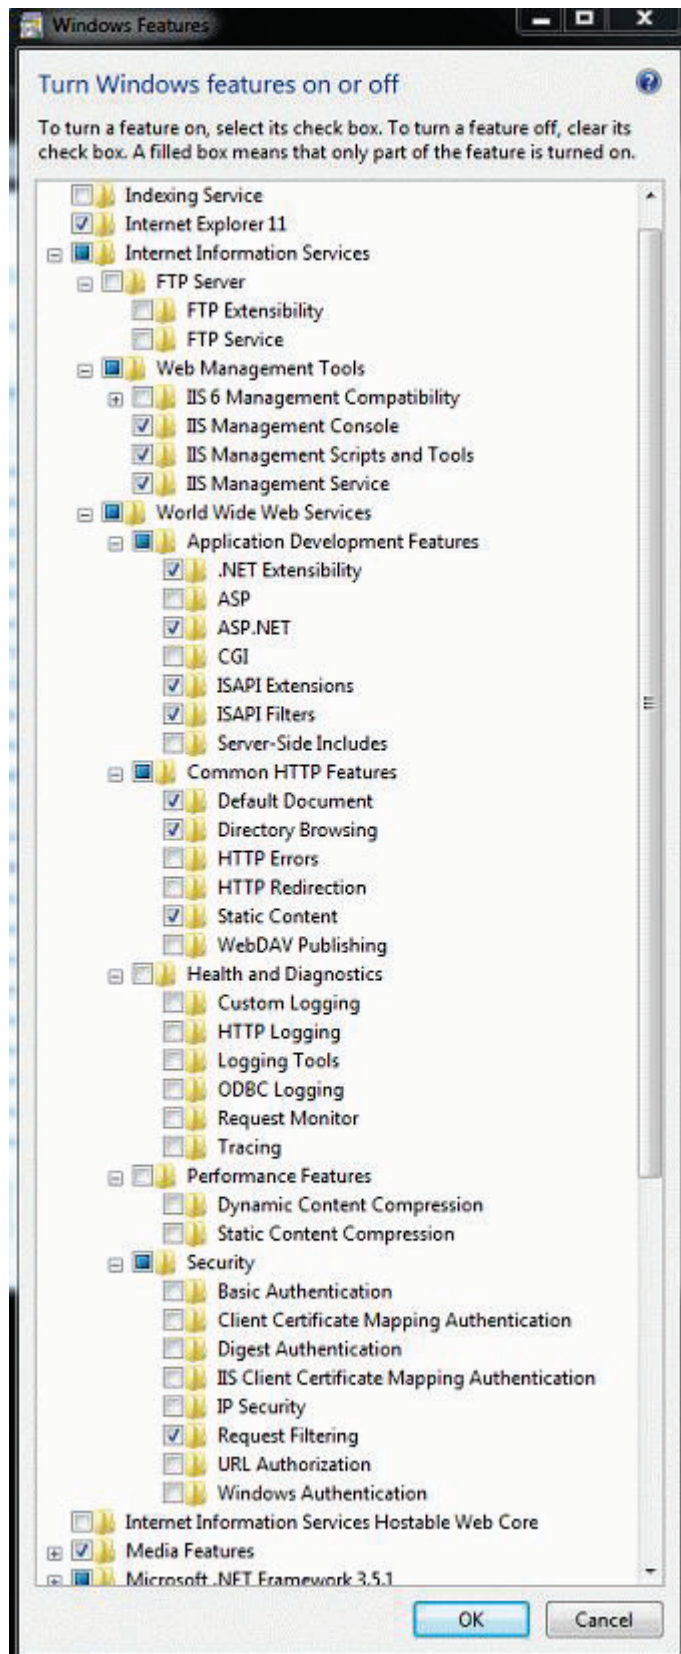 Windows Features
Turn Windows features on or off
To turn a feature on, select its check box. To turn a feature off, clear its
check box. A filled box means that only part of the feature is turned on.
Indexing Service
Internet Explorer 11
Internet Information Services
FTP Server
FTP Extensibility
FTP Service
Web Management Tools
IIS 6 Management Compatibility
IIS Management Console
IIS Management Scripts and Tools
IIS Management Service
World Wide Web Services
Application Development Features
.NET Extensibility
ASP
ASP.NET
CGI
ISAPI Extensions
ISAPI Filters
Server-Side Includes
Common HTTP Features
Default Document
Directory Browsing
HTTP Errors
HTTP Redirection
Static Content
WebDAV Publishing
Health and Diagnostics
Custom Logging
HTTP Logging
Logging Tools
ODBC Logging
Request Monitor
Tracing
Performance Features
Dynamic Content Compression
Static Content Compression
Security
Basic Authentication
Client Certificate Mapping Authentication
Digest Authentication
IIS Client Certificate Mapping Authentication
IP Security
Request Filtering
URL Authorization
Windows Authentication
Internet Information Services Hostable Web Core
Media Features
Microsoft .NET Framework 3.5.1
OK Cancel